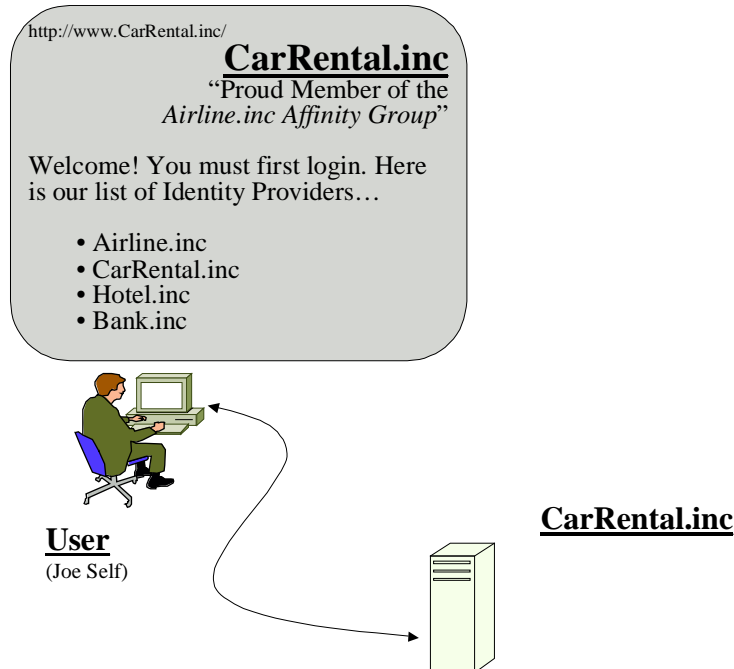 http://www.CarRental.inc/
CarRental.inc
“Proud Member of the
Airline.inc Affinity Group”
Welcome! You must first login. Here
is our list of Identity Providers…
• Airline.inc
• CarRental.inc
• Hotel.inc
• Bank.inc
CarRental.inc
User
(Joe Self)